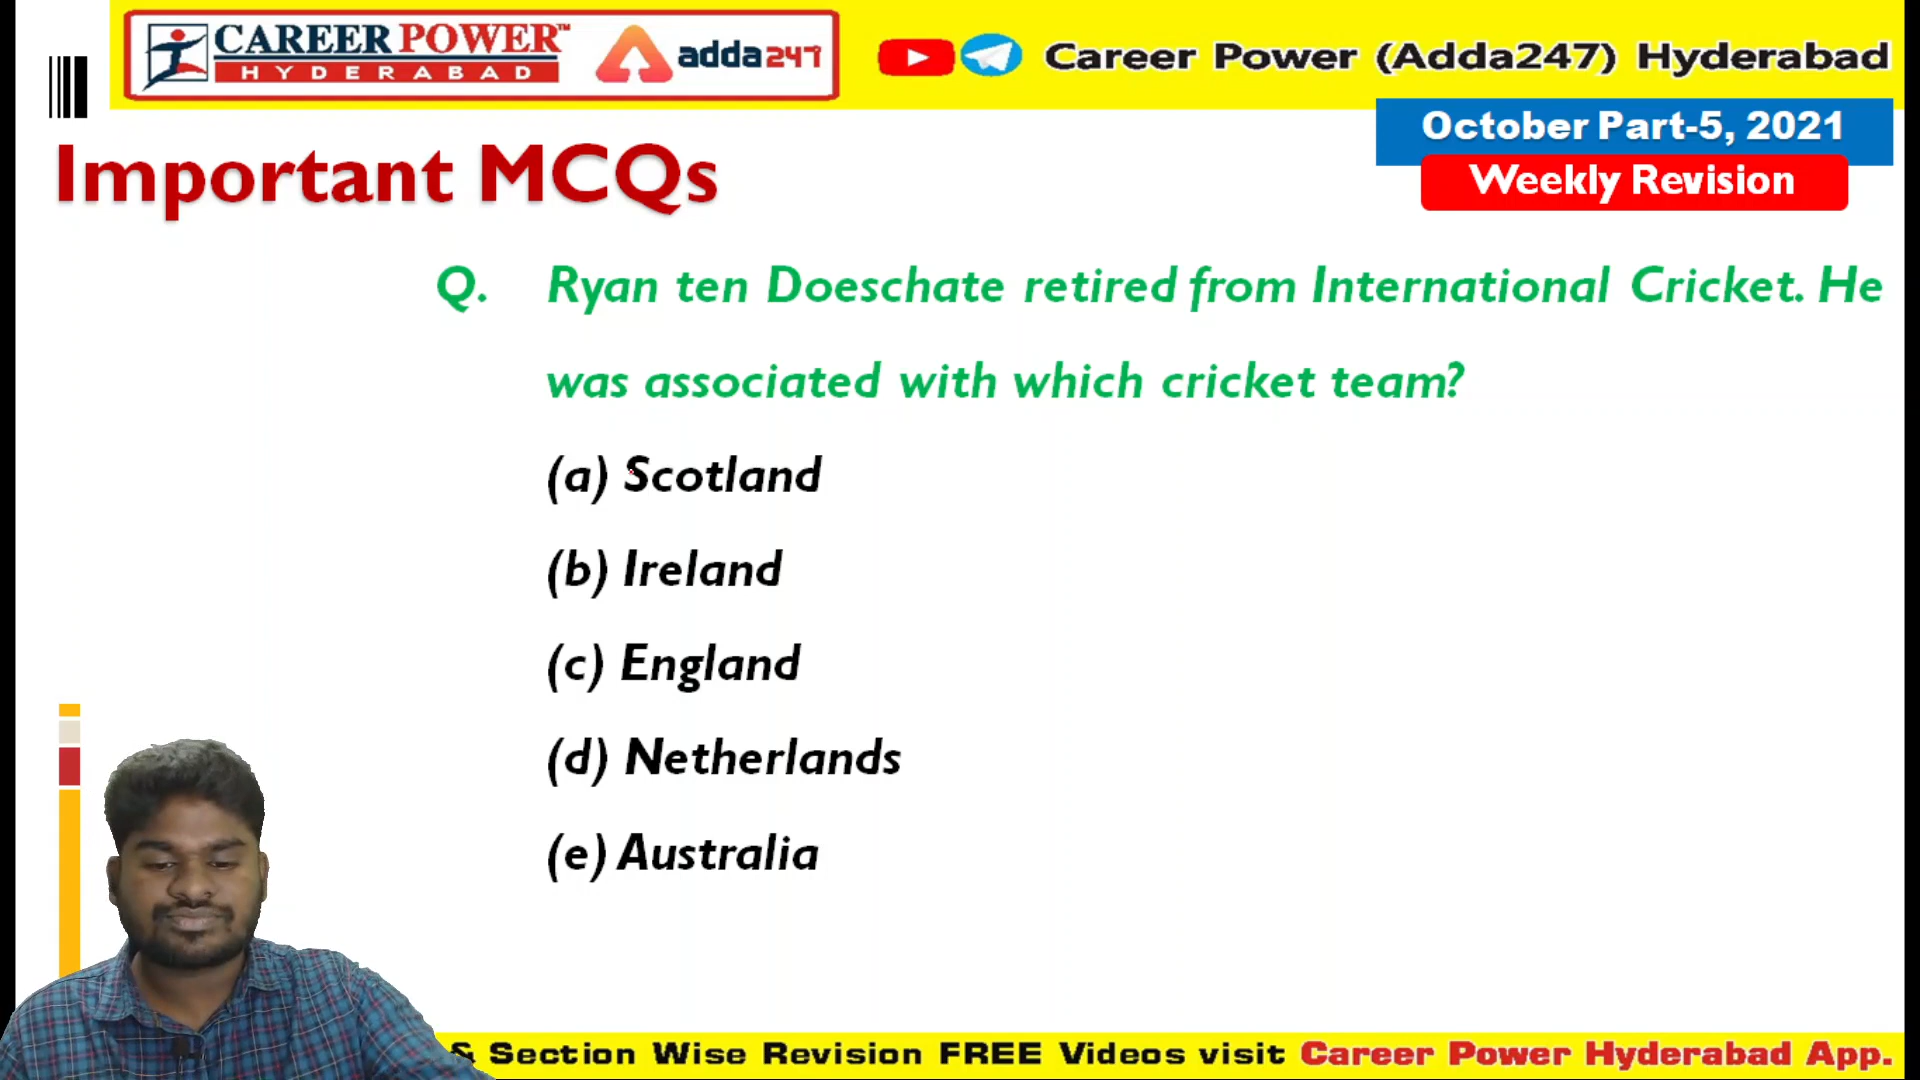 CAREER POWER™
HYDERABAD
adda247
Career Power (Adda247) Hyderabad
October Part-5, 2021
Weekly Revision
Important MCQs
Q. Ryan ten Doeschate retired from International Cricket. He
was associated with which cricket team?
(a) Scotland
(b) Ireland
(c) England
(d) Netherlands
(e) Australia
& Section Wise Revision FREE Videos visit Career Power Hyderabad App.